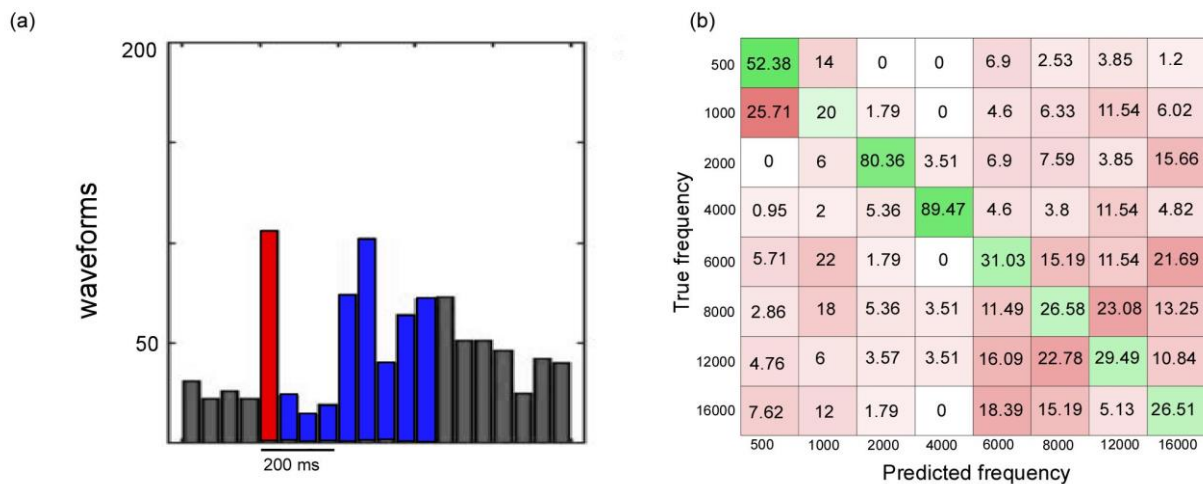 (a)
200
50
waveforms
200 ms
(b)
500 52.38 14 0 0 6.9 2.53 3.85 1.2
1000 25.71 20 1.79 0 4.6 6.33 11.54 6.02
2000 0 6 80.36 3.51 6.9 7.59 3.85 15.66
4000 0.95 2 5.36 89.47 4.6 3.8 11.54 4.82
6000 5.71 22 1.79 0 31.03 15.19 11.54 21.69
8000 2.86 18 5.36 3.51 11.49 26.58 23.08 13.25
12000 4.76 6 3.57 3.51 16.09 22.78 29.49 10.84
16000 7.62 12 1.79 0 18.39 15.19 5.13 26.51
500 1000 2000 4000 6000 8000 12000 16000
True frequency
Predicted frequency